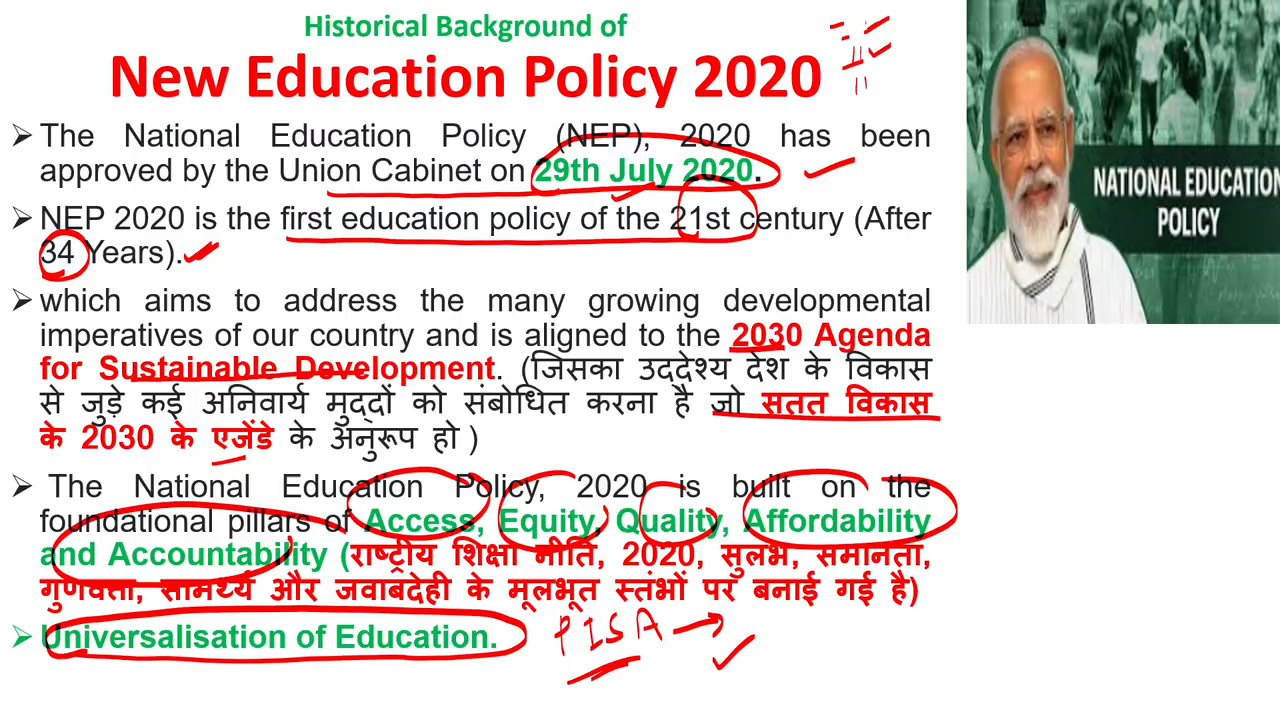 Historical Background of
New Education Policy 2020
➢ The National Education Policy (NEP), 2020 has been
approved by the Union Cabinet on 29th July 2020.
➢ NEP 2020 is the first education policy of the 21st century (After
34 Years).
➢ which aims to address the many growing developmental
imperatives of our country and is aligned to the 2030 Agenda
for Sustainable Development. (जिसका उद्देश्य देश के विकास
से जुड़े कई अनिवार्य मुद्दों को संबोधित करना है जो सतत विकास
के 2030 के एजेंडे के अनुरूप हो )
➢ The National Education Policy, 2020 is built on the
foundational pillars of Access, Equity, Quality, Affordability
and Accountability (राष्ट्रीय शिक्षा नीति, 2020, सुलभ, समानता,
गुणवत्ता, सामर्थ्य और जवाबदेही के मूलभूत स्तंभों पर बनाई गई है)
➢ Universalisation of Education.
PISA
NATIONAL EDUCATION
POLICY